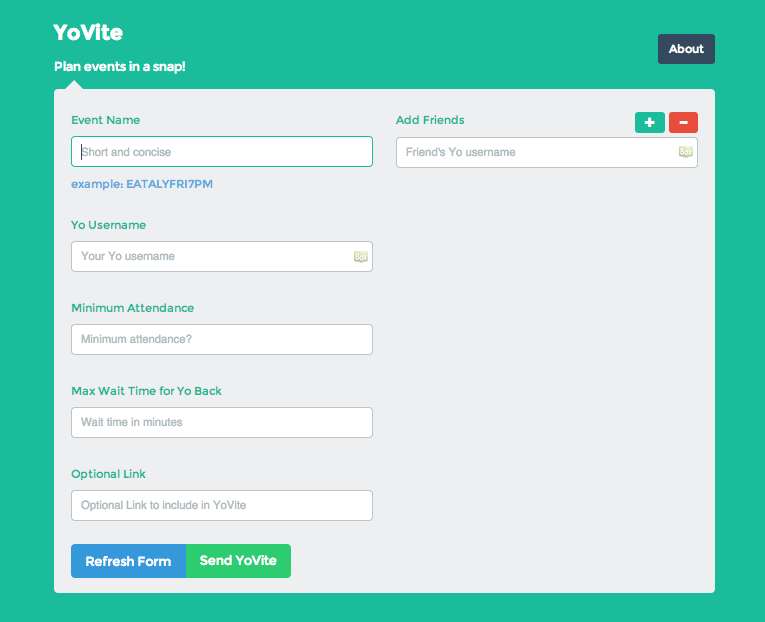 YoVite
Plan events in a snap!
About
Event Name
Short and concise
example: EATALYFRI7PM
Yo Username
Your Yo username
Minimum Attendance
Minimum attendance?
Max Wait Time for Yo Back
Wait time in minutes
Optional Link
Optional Link to include in YoVite
Refresh Form
Send YoVite
Add Friends
+
-
Friend's Yo username